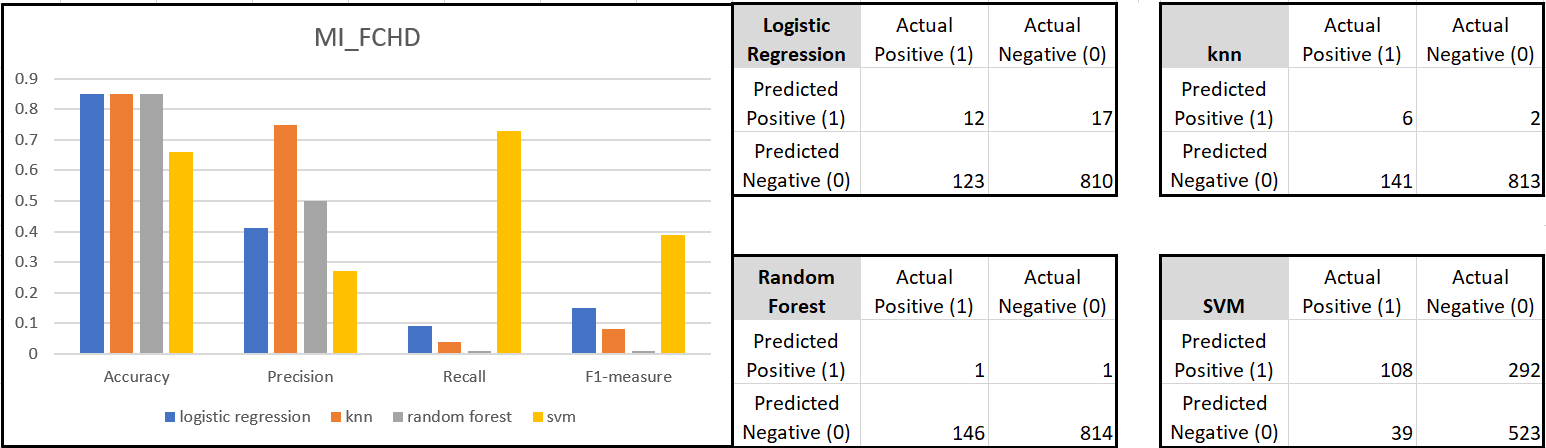 MI_FCHD
0.9
0.8
0.7
0.6
0.5
0.4
0.3
0.2
0.1
0
Accuracy Precision Recall F1-measure
logistic regression knn random forest svm
Logistic Regression Actual Positive (1) Actual Negative (0)
Predicted Positive (1) 12 17
Predicted Negative (0) 123 810
knn Actual Positive (1) Actual Negative (0)
Predicted Positive (1) 6 2
Predicted Negative (0) 141 813
Random Forest Actual Positive (1) Actual Negative (0)
Predicted Positive (1) 1 1
Predicted Negative (0) 146 814
SVM Actual Positive (1) Actual Negative (0)
Predicted Positive (1) 108 292
Predicted Negative (0) 39 523